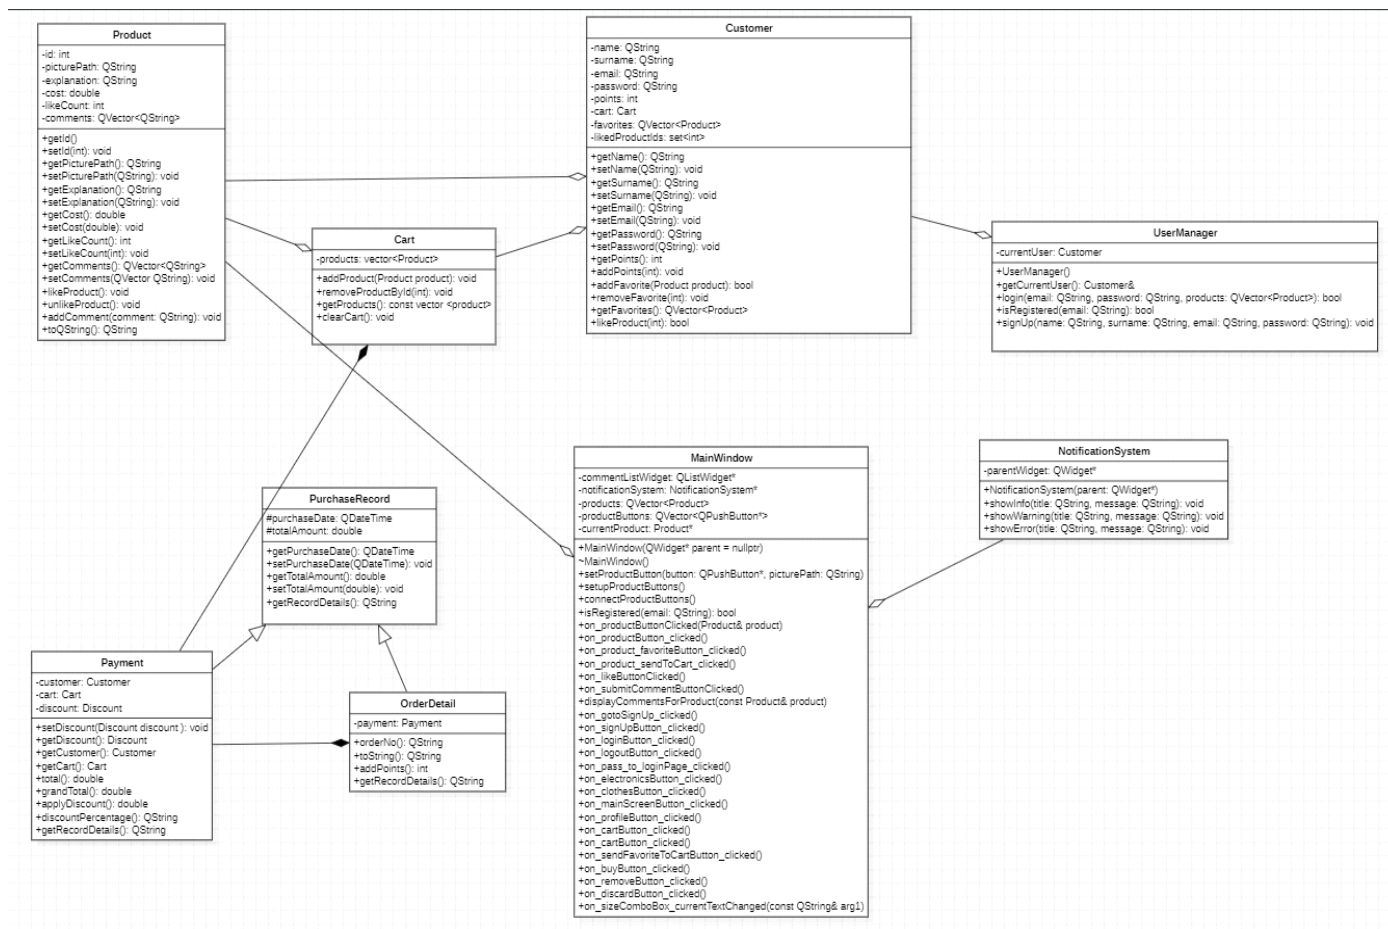 Product
-id: int
-picturePath: QString
-explanation: QString
-cost: double
-likeCount: int
-comments: QVector<QString>
+getId()
+setId(int): void
+getPicturePath(): QString
+setPicturePath(QString): void
+getExplanation(): QString
+setExplanation(QString): void
+getCost(): double
+setCost(double): void
+getLikeCount(): int
+setLikeCount(int): void
+getComments(): QVector<QString>
+setComments(QVector QString): void
+likeProduct(): void
+unlikeProduct(): void
+addComment(comment: QString): void
+toQString(): QString
Cart
-products: vector<Product>
+addProduct(Product product): void
+removeProductById(int): void
+getProducts(): const vector <product>
+clearCart(): void
Customer
-name: QString
-surname: QString
-email: QString
-password: QString
-points: int
-cart: Cart
-favorites: QVector<Product>
-likedProductIds: set<int>
+getName(): QString
+setName(QString): void
+getSurname(): QString
+setSurname(QString): void
+getEmail(): QString
+setEmail(QString): void
+getPassword(): QString
+setPassword(QString): void
+getPoints(): int
+addPoints(int): void
+addFavorite(Product product): bool
+removeFavorite(int): void
+getFavorites(): QVector<Product>
+likeProduct(int): bool
UserManager
-currentUser: Customer
+UserManager()
+getCurrentUser(): Customer&
+login(email: QString, password: QString, products: QVector<Product>): bool
+isRegistered(email: QString): bool
+signUp(name: QString, surname: QString, email: QString, password: QString): void
PurchaseRecord
#purchaseDate: QDateTime
#totalAmount: double
+getPurchaseDate(): QDateTime
+setPurchaseDate(QDateTime): void
+getTotalAmount(): double
+setTotalAmount(double): void
+getRecordDetails(): QString
Payment
-customer: Customer
-cart: Cart
-discount: Discount
+setDiscount(Discount discount ): void
+getDiscount(): Discount
+getCustomer(): Customer
+getCart(): Cart
+total(): double
+grandTotal(): double
+applyDiscount(): double
+discountPercentage(): QString
+getRecordDetails(): QString
OrderDetail
-payment: Payment
+orderNo(): QString
+toString(): QString
+addPoints(): int
+getRecordDetails(): QString
MainWindow
-commentListWidget: QListWidget*
-notificationSystem: NotificationSystem*
-products: QVector<Product>
-productButtons: QVector<QPushButton*>
-currentProduct: Product*
+MainWindow(QWidget* parent = nullptr)
~MainWindow()
+setProductButton(button: QPushButton*, picturePath: QString)
+setupProductButtons()
+connectProductButtons()
+isRegistered(email: QString): bool
+on_productButtonClicked(Product& product)
+on_productButton_clicked()
+on_product_favoriteButton_clicked()
+on_product_sendToCart_clicked()
+on_likeButtonClicked()
+on_submitCommentButtonClicked()
+displayCommentsForProduct(const Product& product)
+on_gotoSignUp_clicked()
+on_signUpButton_clicked()
+on_loginButton_clicked()
+on_logoutButton_clicked()
+on_pass_to_loginPage_clicked()
+on_electronicsButton_clicked()
+on_clothesButton_clicked()
+on_mainScreenButton_clicked()
+on_profileButton_clicked()
+on_cartButton_clicked()
+on_cartButton_clicked()
+on_sendFavoriteToCartButton_clicked()
+on_buyButton_clicked()
+on_removeButton_clicked()
+on_discardButton_clicked()
+on_sizeComboBox_currentTextChanged(const QString& arg1)
NotificationSystem
-parentWidget: QWidget*
+NotificationSystem(parent: QWidget*)
+showInfo(title: QString, message: QString): void
+showWarning(title: QString, message: QString): void
+showError(title: QString, message: QString): void